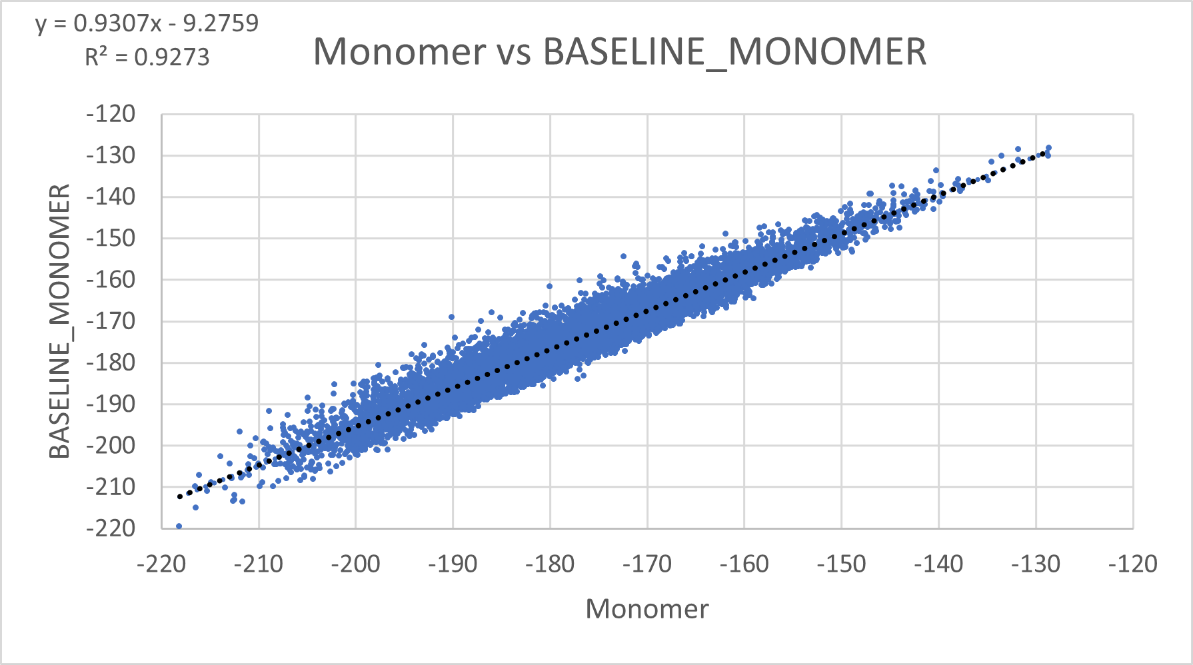 y = 0.9307x - 9.2759
R² = 0.9273
Monomer vs BASELINE_MONOMER
-120
-130
-140
-150
-160
-170
-180
-190
-200
-210
-220
BASELINE_MONOMER
-220 -210 -200 -190 -180 -170 -160 -150 -140 -130 -120
Monomer